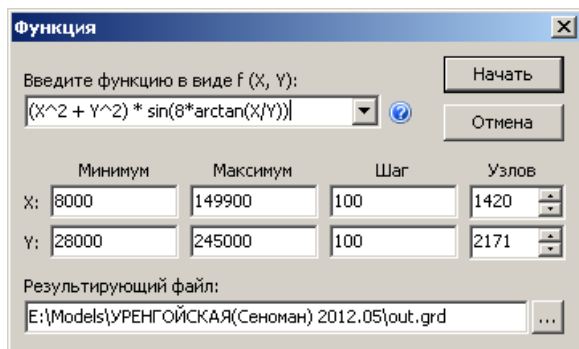 Функция
Введите функцию в виде f (X, Y):
Начать
(X^2 + Y^2) * sin(8*arctan(X/Y))
Отмена
Минимум Максимум Шаг Узлов
X: 8000 149900 100 1420
Y: 28000 245000 100 2171
Результирующий файл:
E:\Models\УРЕНГОЙСКАЯ(Сеноман) 2012.05\out.grd ...